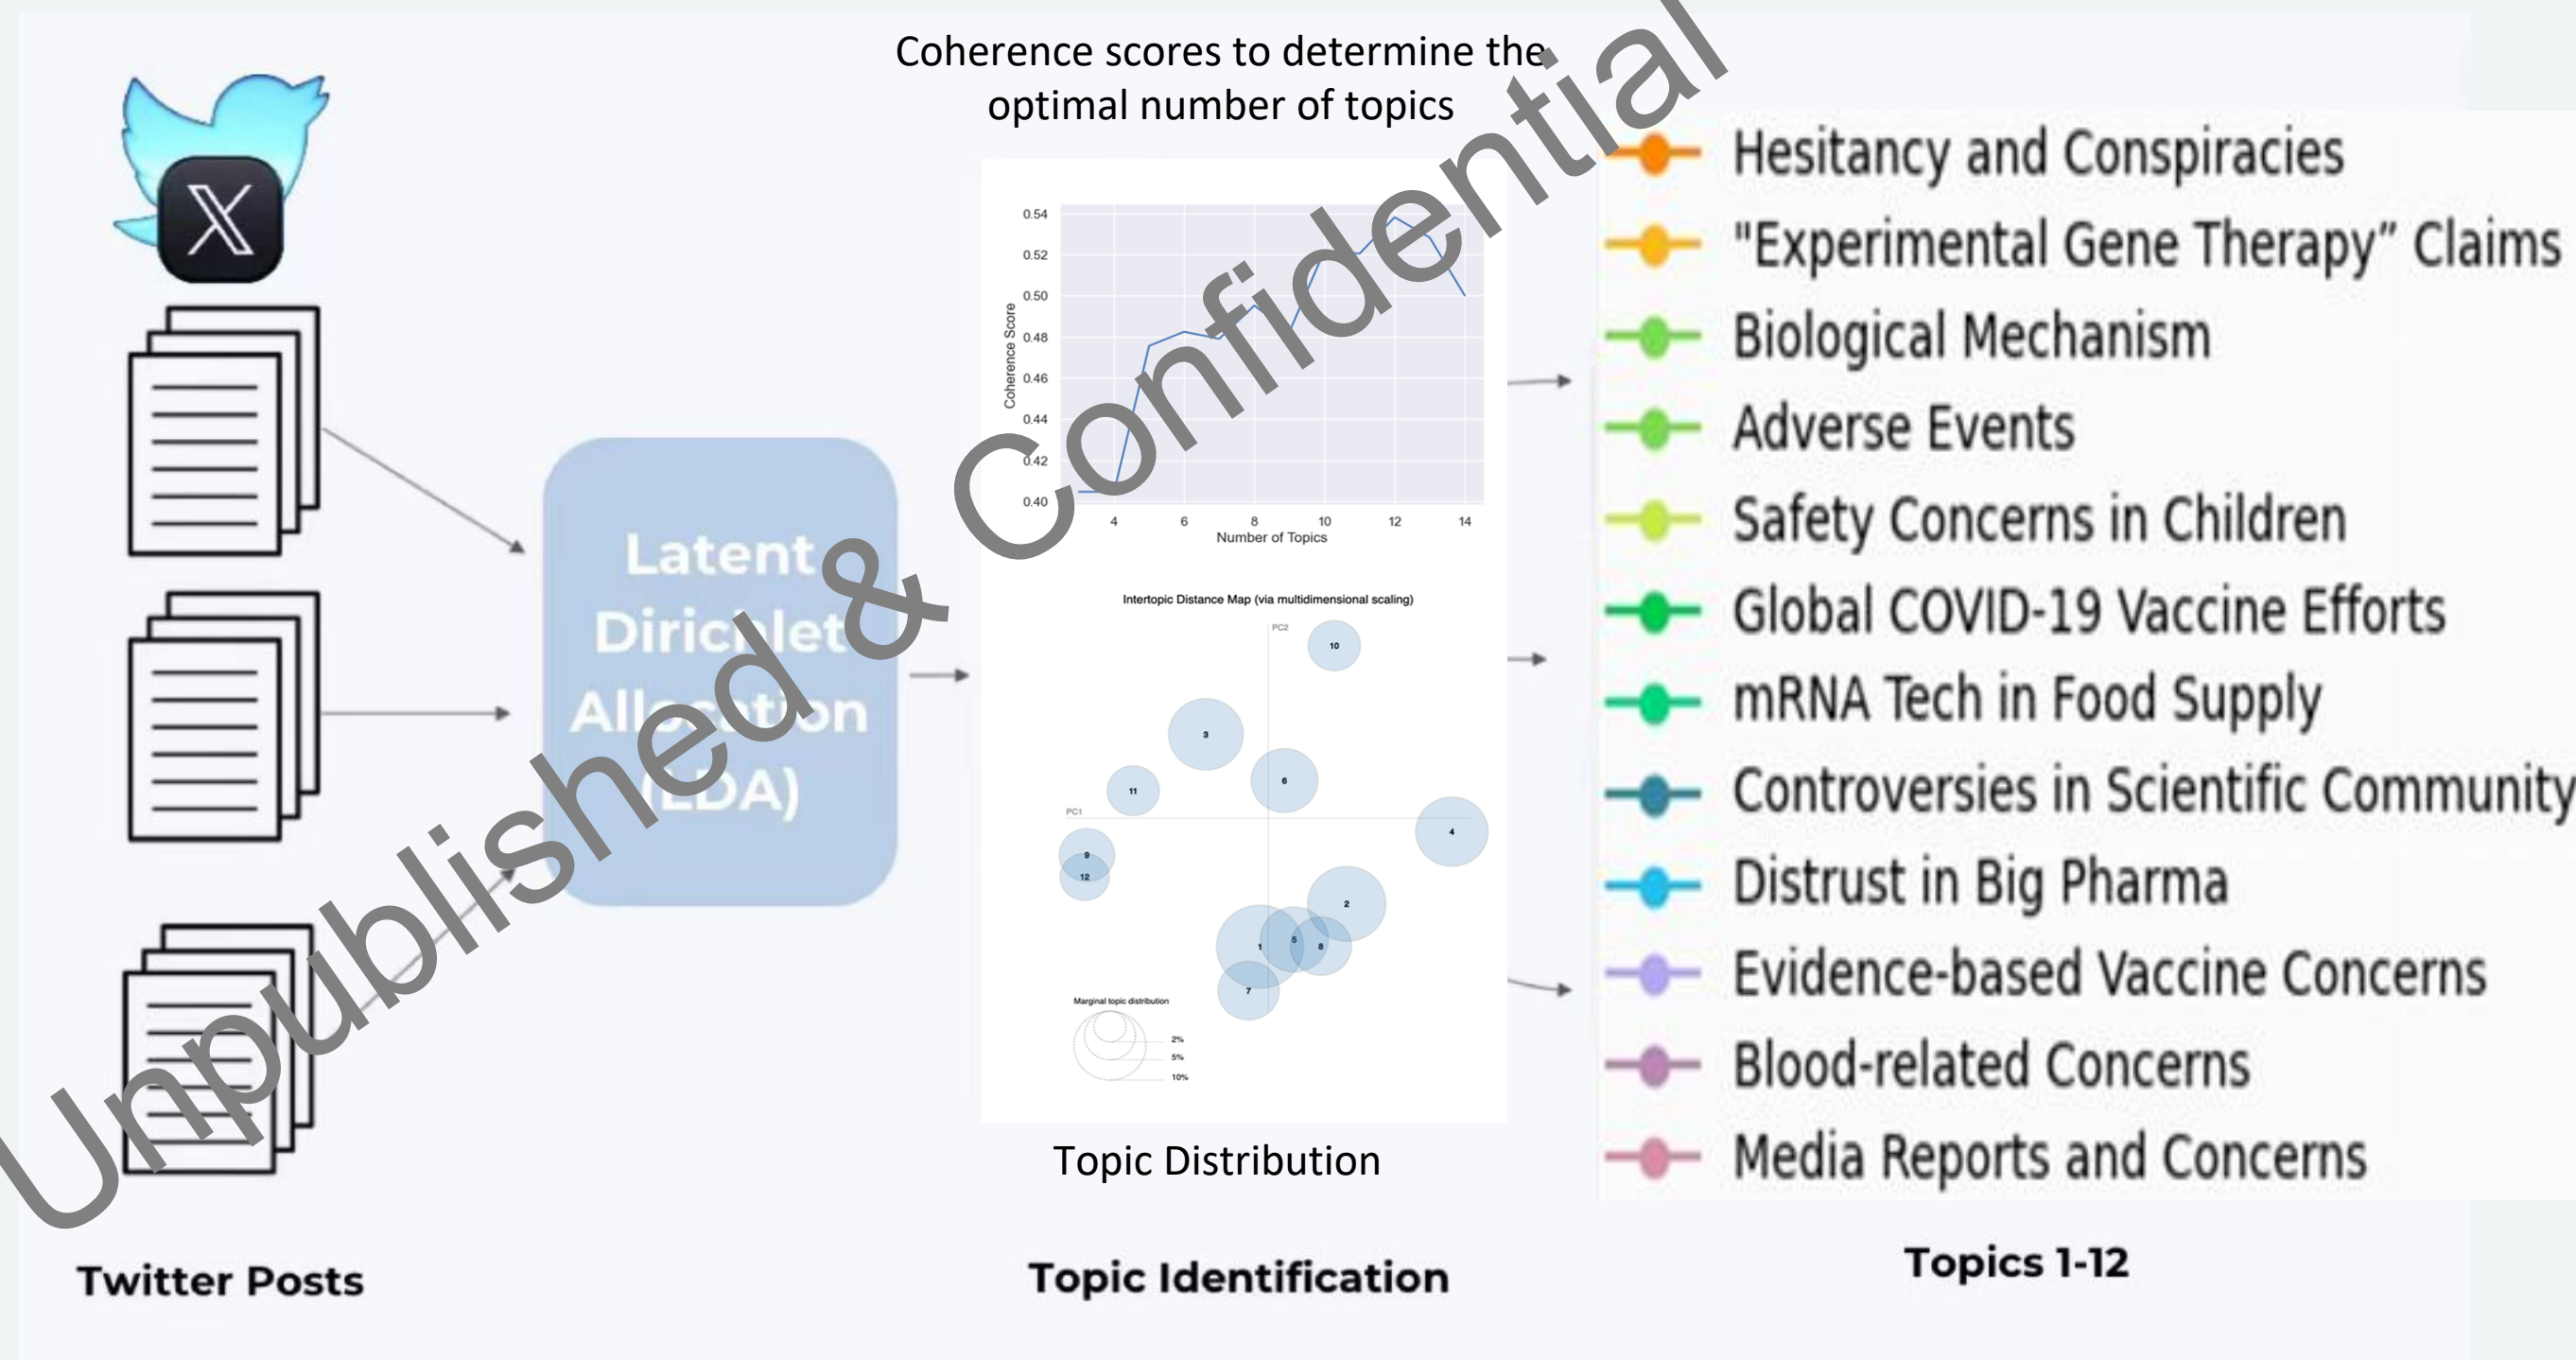 Coherence scores to determine the
optimal number of topics
X
Latent
Dirichlet
Allocation
(LDA)
0.54
0.52
0.50
0.48
0.46
0.44
0.42
0.40
Coherence Score
4 6 8 10 12 14
Number of Topics
Intertopic Distance Map (via multidimensional scaling)
PC2
10
3
6
11
PC1
4
9
12
2
5
1
8
7
Marginal topic distribution
2%
5%
10%
Topic Distribution
Hesitancy and Conspiracies
"Experimental Gene Therapy” Claims
Biological Mechanism
Adverse Events
Safety Concerns in Children
Global COVID-19 Vaccine Efforts
mRNA Tech in Food Supply
Controversies in Scientific Community
Distrust in Big Pharma
Evidence-based Vaccine Concerns
Blood-related Concerns
Media Reports and Concerns
Twitter Posts
Topic Identification
Topics 1-12
Unpublished & Confidential